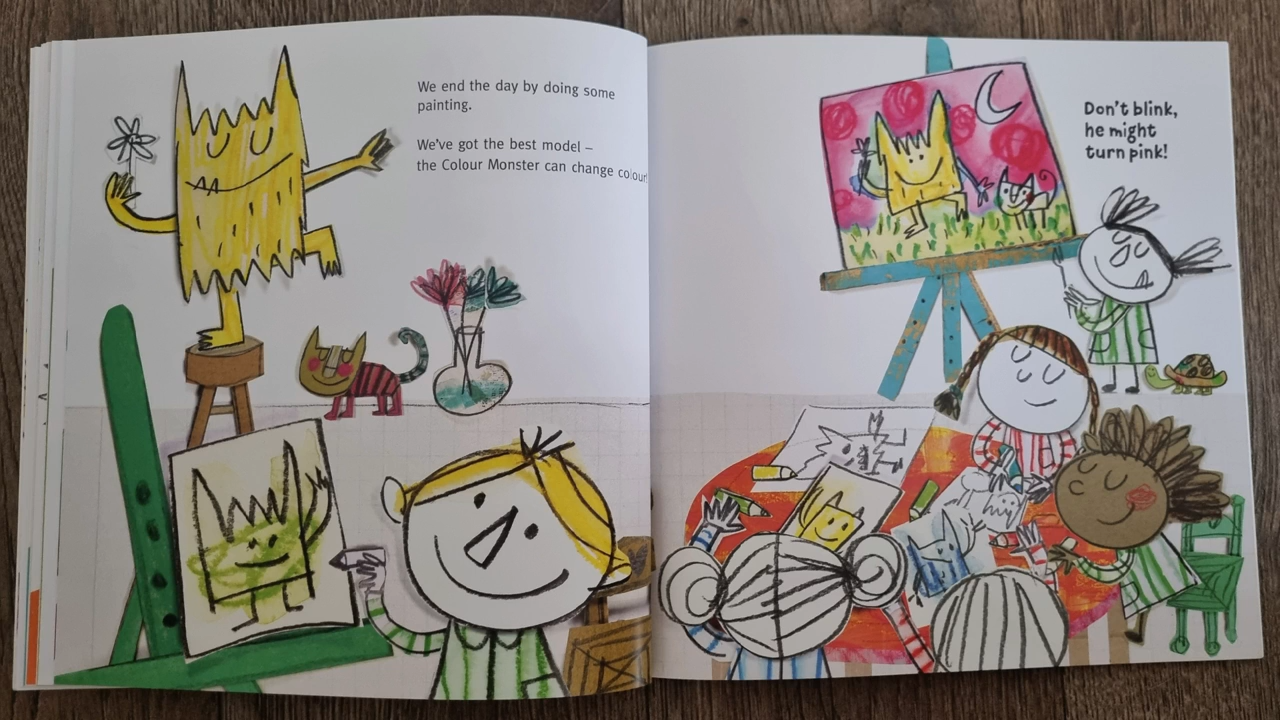 We end the day by doing some
painting.
We've got the best model –
the Colour Monster can change colour!
Don't blink,
he might
turn pink!